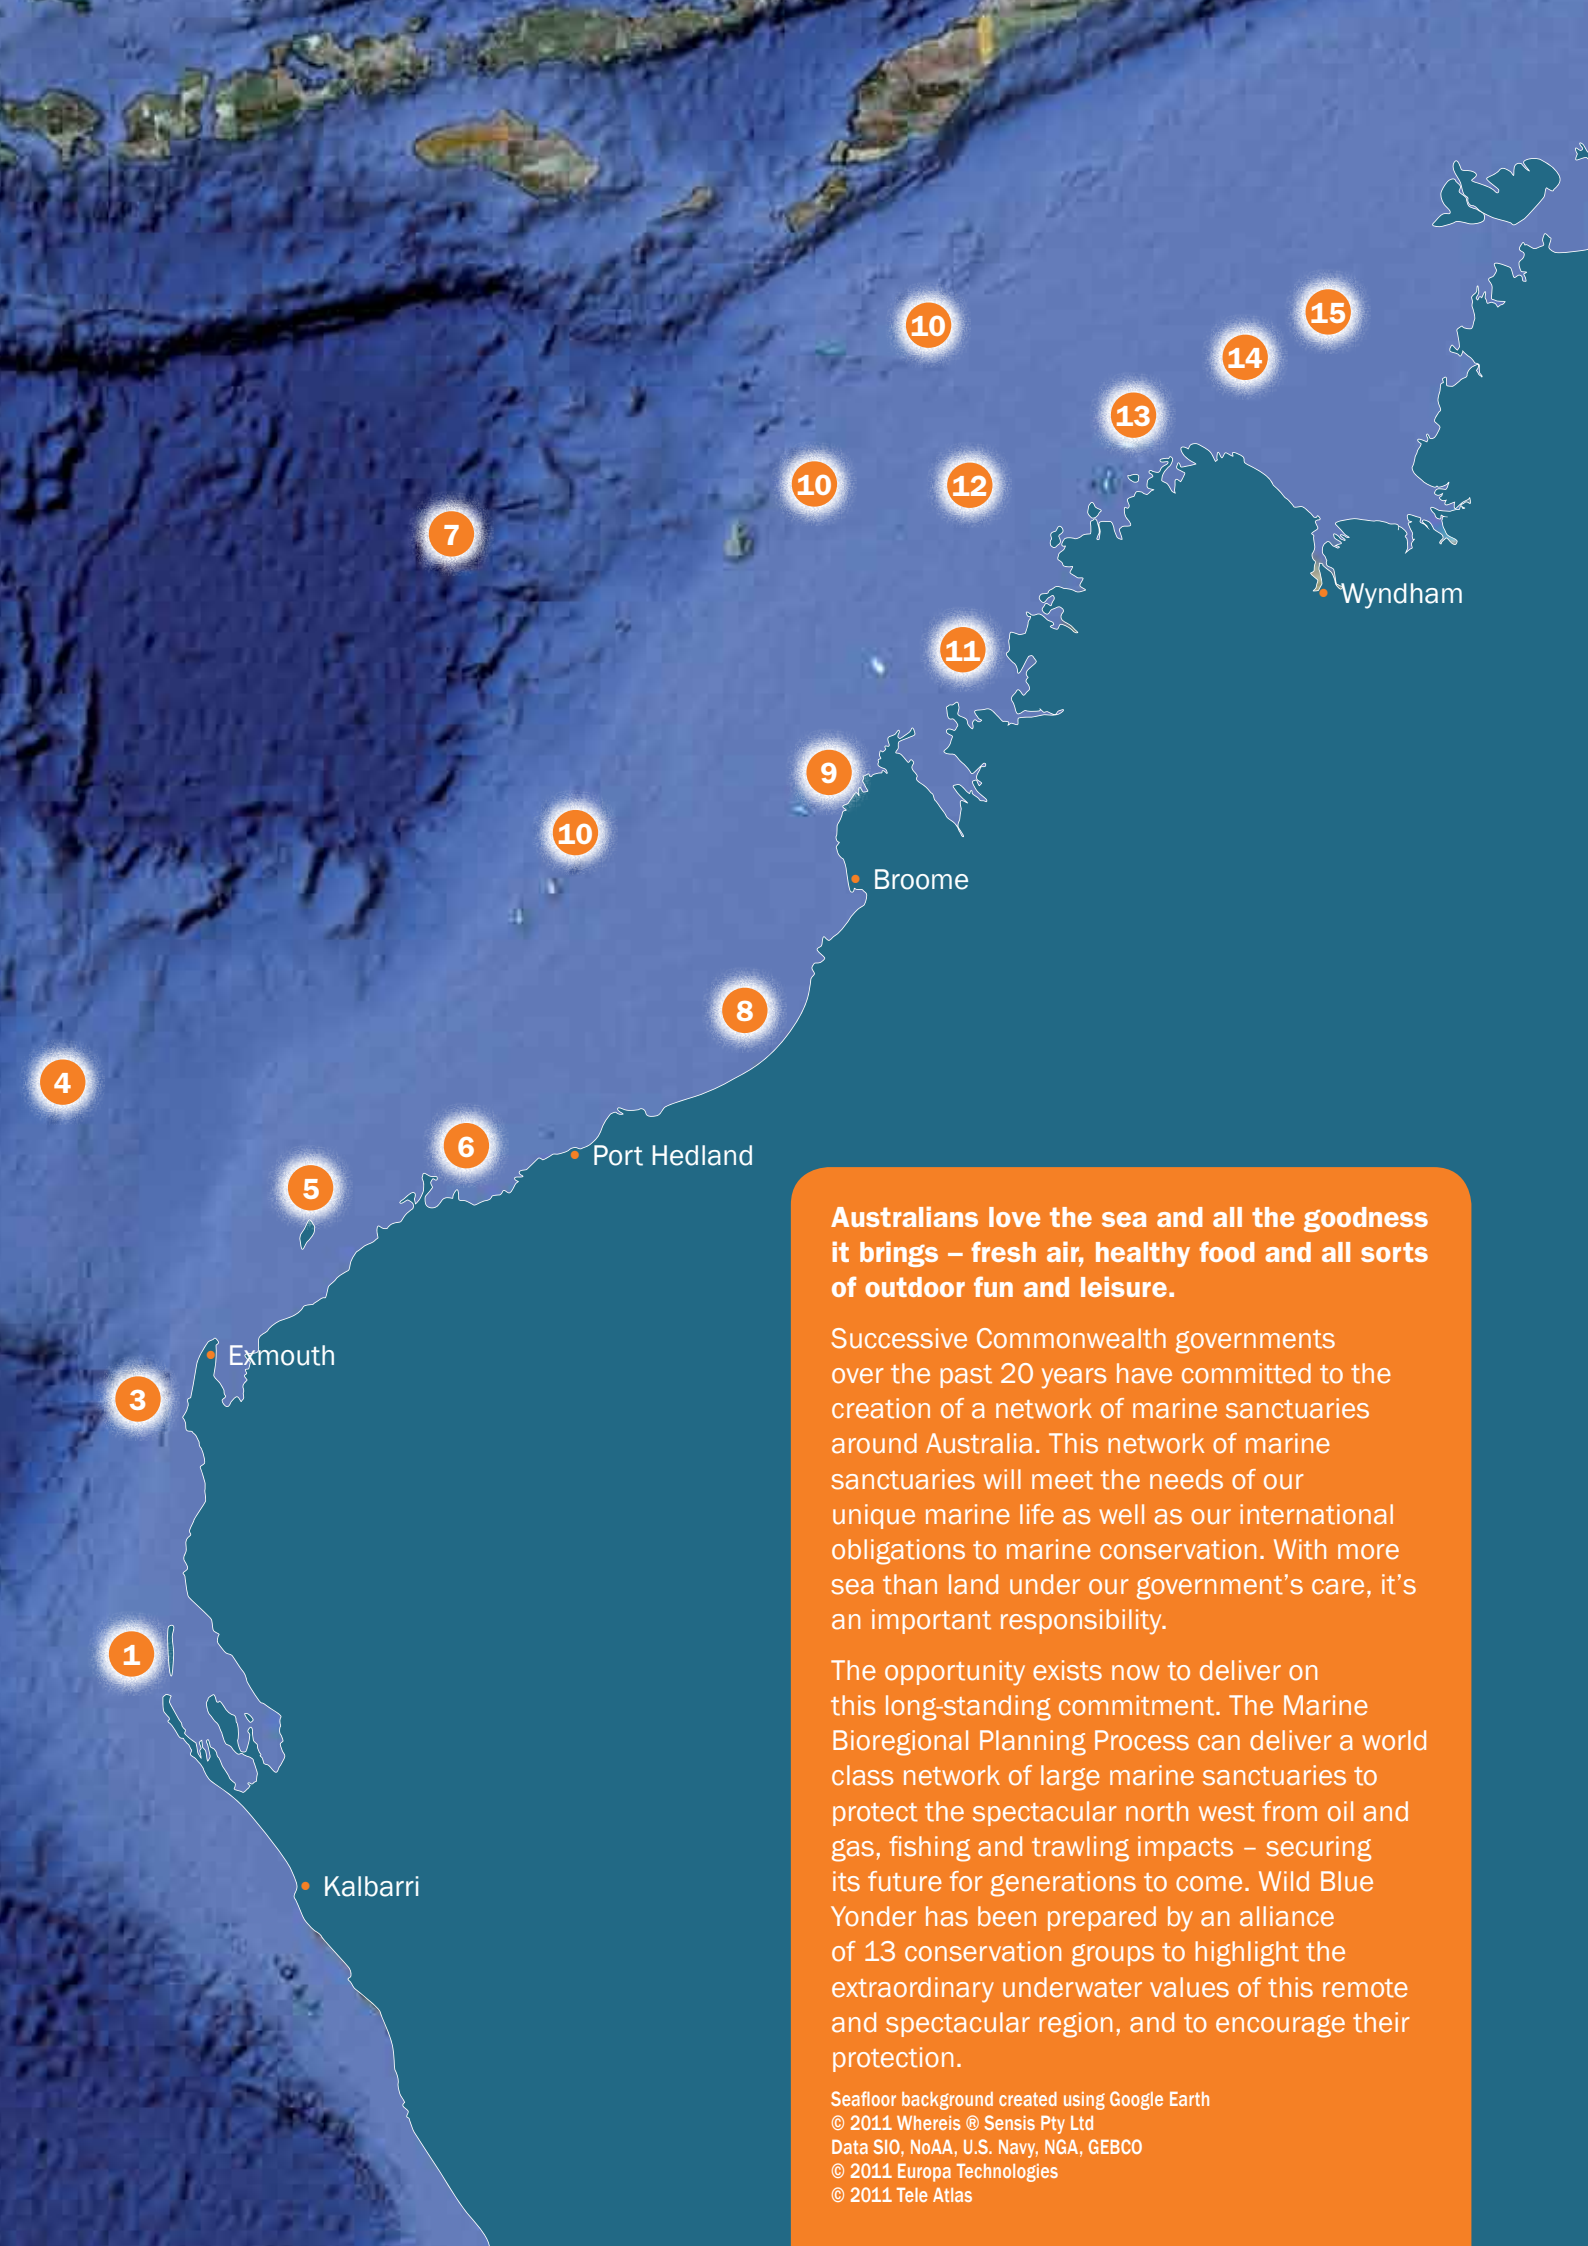 10
15
14
13
10
12
7
Wyndham
11
9
10
Broome
8
4
6
Port Hedland
5
Exmouth
3
1
Kalbarri
Australians love the sea and all the goodness
it brings – fresh air, healthy food and all sorts
of outdoor fun and leisure.
Successive Commonwealth governments
over the past 20 years have committed to the
creation of a network of marine sanctuaries
around Australia. This network of marine
sanctuaries will meet the needs of our
unique marine life as well as our international
obligations to marine conservation. With more
sea than land under our government's care, it's
an important responsibility.
The opportunity exists now to deliver on
this long-standing commitment. The Marine
Bioregional Planning Process can deliver a world
class network of large marine sanctuaries to
protect the spectacular north west from oil and
gas, fishing and trawling impacts – securing
its future for generations to come. Wild Blue
Yonder has been prepared by an alliance
of 13 conservation groups to highlight the
extraordinary underwater values of this remote
and spectacular region, and to encourage their
protection.
Seafloor background created using Google Earth
© 2011 Whereis ® Sensis Pty Ltd
Data SIO, NoAA, U.S. Navy, NGA, GEBCO
© 2011 Europa Technologies
© 2011 Tele Atlas